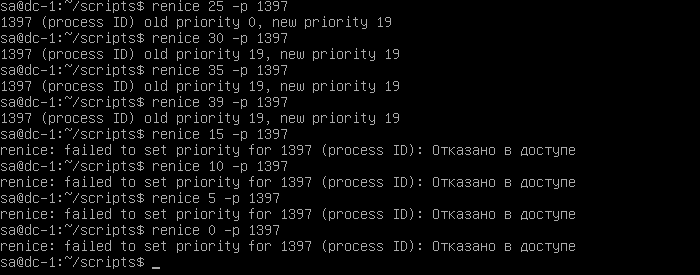 sa@dc-1:~/scripts$ renice 25 -p 1397
1397 (process ID) old priority 0, new priority 19
sa@dc-1:~/scripts$ renice 30 -p 1397
1397 (process ID) old priority 19, new priority 19
sa@dc-1:~/scripts$ renice 35 -p 1397
1397 (process ID) old priority 19, new priority 19
sa@dc-1:~/scripts$ renice 39 -p 1397
1397 (process ID) old priority 19, new priority 19
sa@dc-1:~/scripts$ renice 15 -p 1397
renice: failed to set priority for 1397 (process ID): Отказано в доступе
sa@dc-1:~/scripts$ renice 10 -p 1397
renice: failed to set priority for 1397 (process ID): Отказано в доступе
sa@dc-1:~/scripts$ renice 5 -p 1397
renice: failed to set priority for 1397 (process ID): Отказано в доступе
sa@dc-1:~/scripts$ renice 0 -p 1397
renice: failed to set priority for 1397 (process ID): Отказано в доступе
sa@dc-1:~/scripts$ _